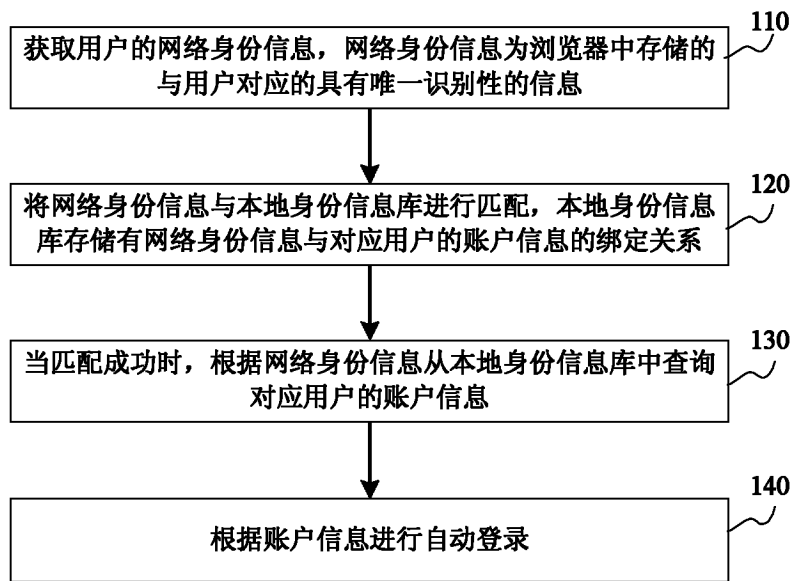 110
获取用户的网络身份信息，网络身份信息为浏览器中存储的
与用户对应的具有唯一识别性的信息
120
将网络身份信息与本地身份信息库进行匹配，本地身份信息
库存储有网络身份信息与对应用户的账户信息的绑定关系
130
当匹配成功时，根据网络身份信息从本地身份信息库中查询
对应用户的账户信息
140
根据账户信息进行自动登录